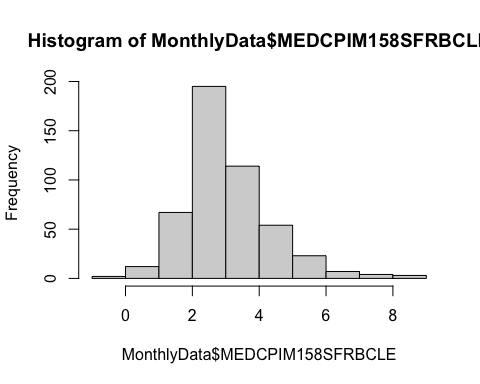 Histogram of MonthlyData$MEDCPIM158SFRBCLE
200
150
100
50
0
Frequency
0 2 4 6 8
MonthlyData$MEDCPIM158SFRBCLE